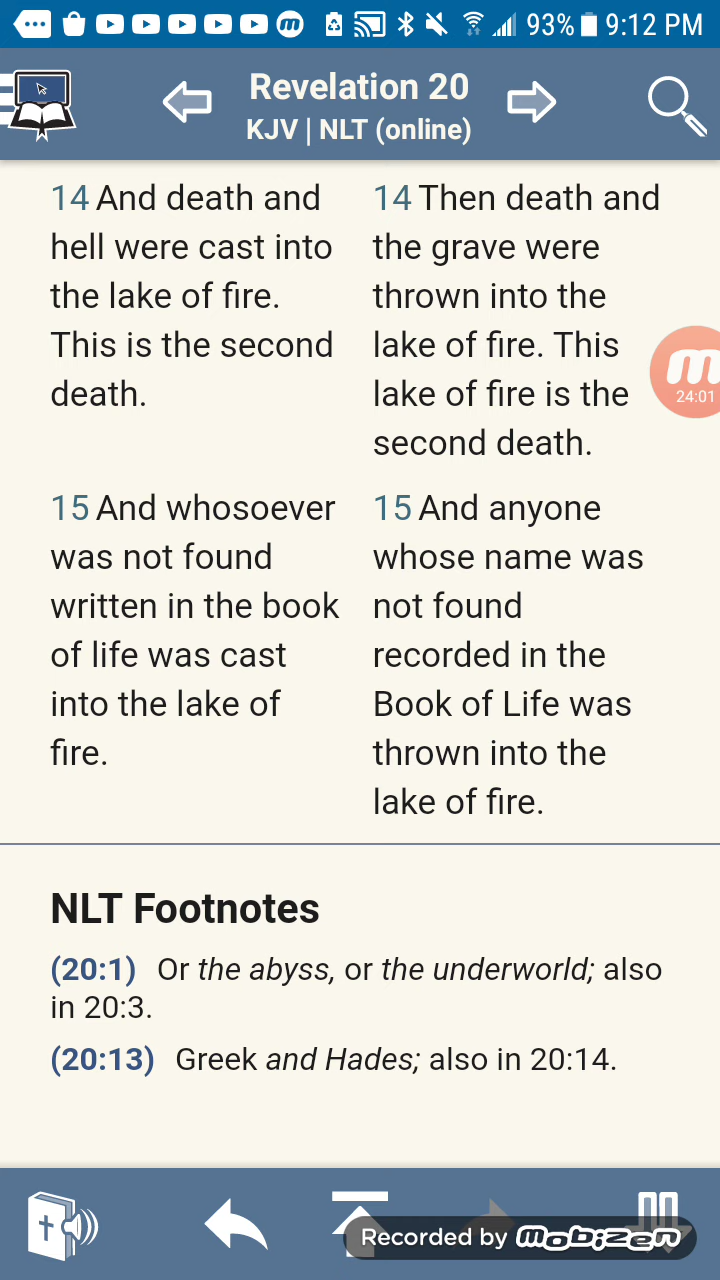 93% 9:12 PM
Revelation 20
KJV | NLT (online)
14 And death and
hell were cast into
the lake of fire.
This is the second
death.
15 And whosoever
was not found
written in the book
of life was cast
into the lake of
fire.
14 Then death and
the grave were
thrown into the
lake of fire. This
lake of fire is the
second death.
15 And anyone
whose name was
not found
recorded in the
Book of Life was
thrown into the
lake of fire.
m
24:01
NLT Footnotes
(20:1) Or the abyss, or the underworld; also
in 20:3.
(20:13) Greek and Hades; also in 20:14.
Recorded by mobizen